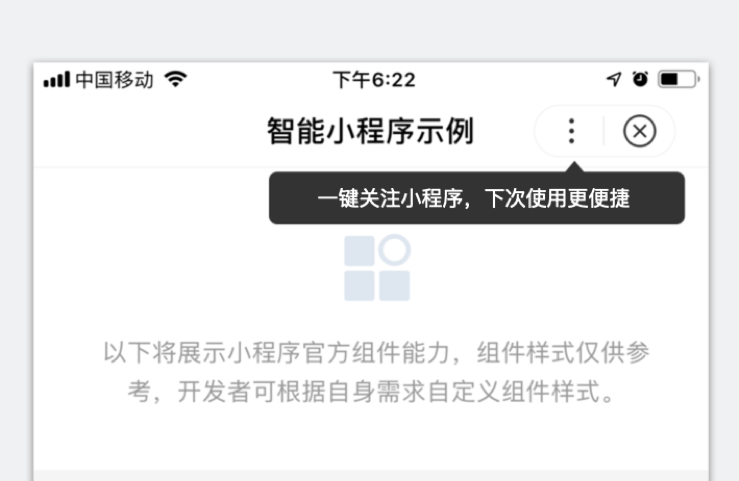 中国移动 下午6:22
智能小程序示例
一键关注小程序，下次使用更便捷
以下将展示小程序官方组件能力，组件样式仅供参
考，开发者可根据自身需求自定义组件样式。